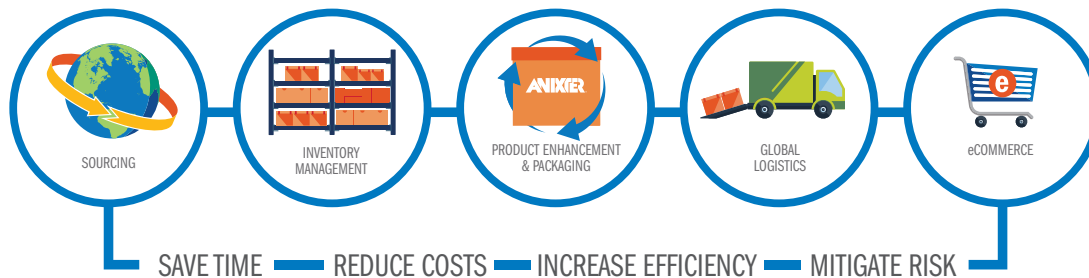 SOURCING
INVENTORY
MANAGEMENT
ANIXTER
PRODUCT ENHANCEMENT
& PACKAGING
GLOBAL
LOGISTICS
e
eCOMMERCE
SAVE TIME REDUCE COSTS INCREASE EFFICIENCY MITIGATE RISK